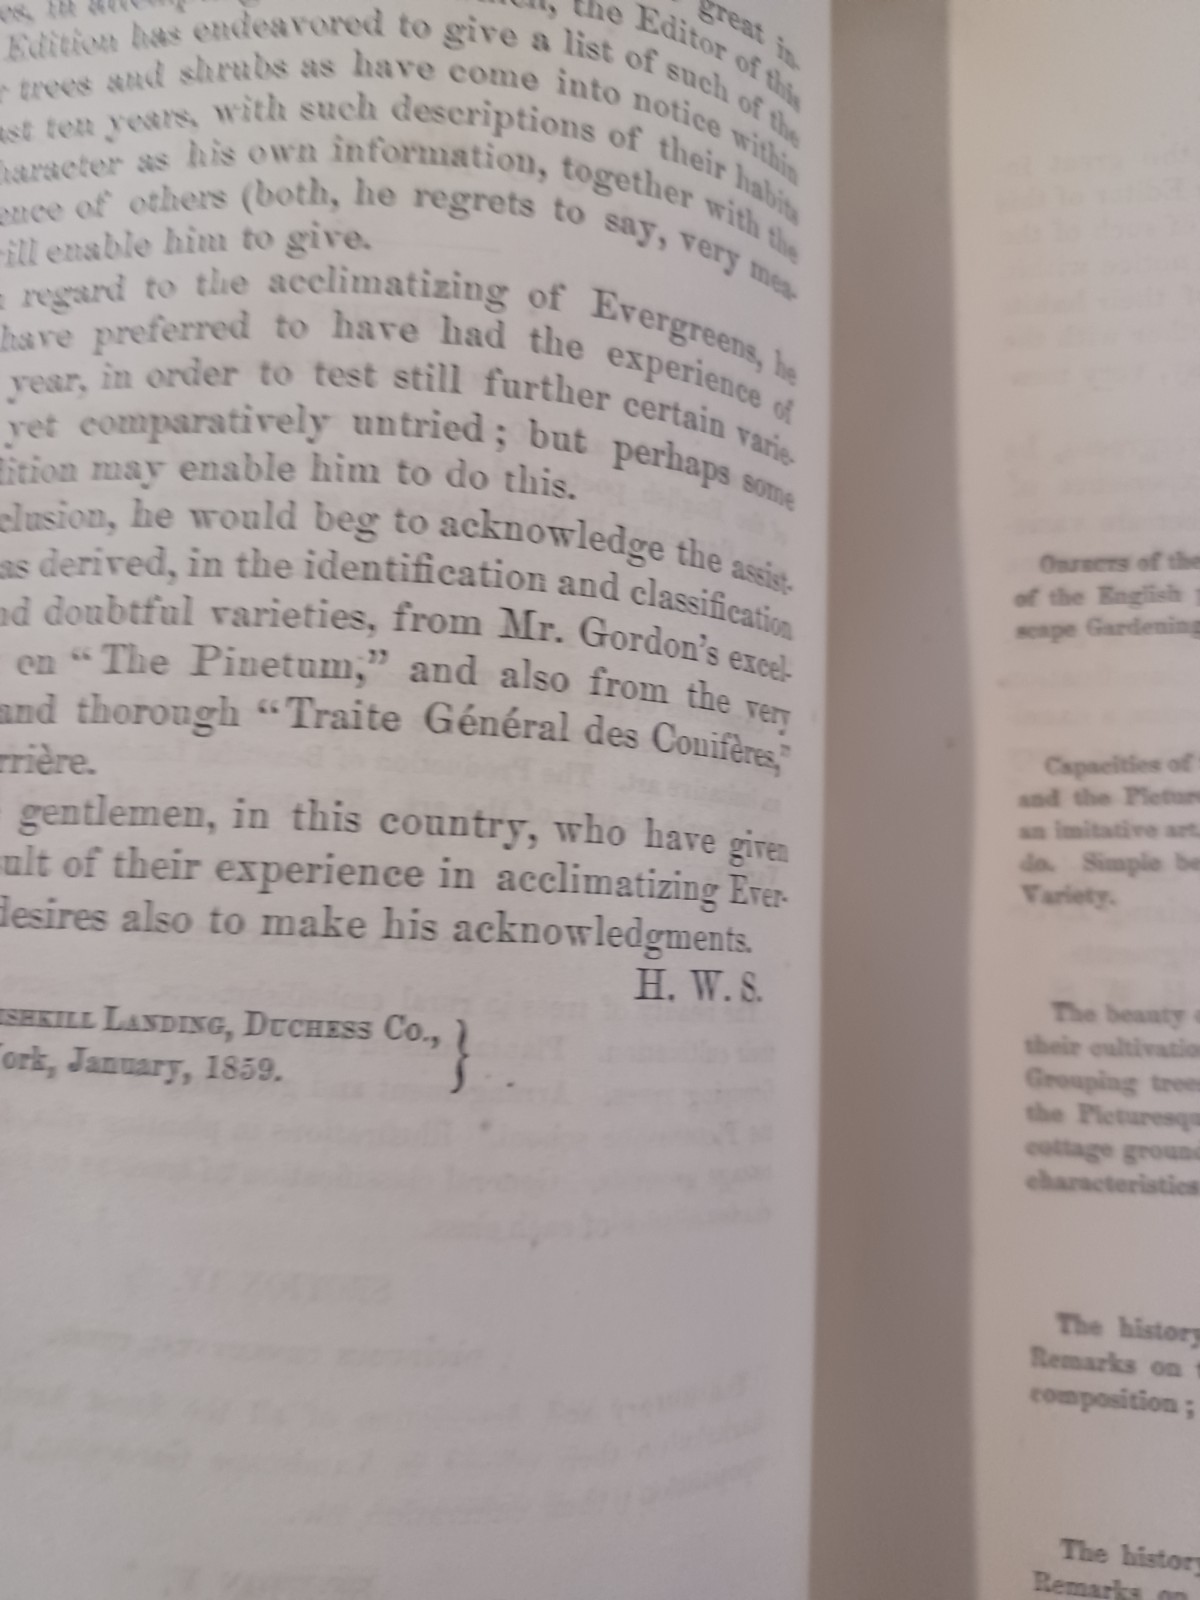 great in-
the Editor of this
Edition has endeavored to give a list of such of the
trees and shrubs as have come into notice within
ten years, with such descriptions of their habits
haracter as his own information, together with the
ence of others (both, he regrets to say, very mea-
ill enable him to give.
regard to the acclimatizing of Evergreens, he
have preferred to have had the experience of
year, in order to test still further certain varie-
yet comparatively untried; but perhaps some
dition may enable him to do this.
clusion, he would beg to acknowledge the assist-
as derived, in the identification and classification
nd doubtful varieties, from Mr. Gordon's excel-
on “The Pinetum,” and also from the very
and thorough “Traite Général des Conifères,”
rrière.
gentlemen, in this country, who have given
sult of their experience in acclimatizing Ever-
desires also to make his acknowledgments.
H. W. S.
ISHKILL LANDING, DUCHESS Co.,
ork, January, 1859.
of the
of the English
scape Gardening
Capacities of
and the Pictur
an imitative art.
do. Simple be
Variety.
The beauty
their cultivatio
Grouping tree
the Picturesqu
cottage ground
characteristics
The history
Remarks on
composition;
The history
Remarks on